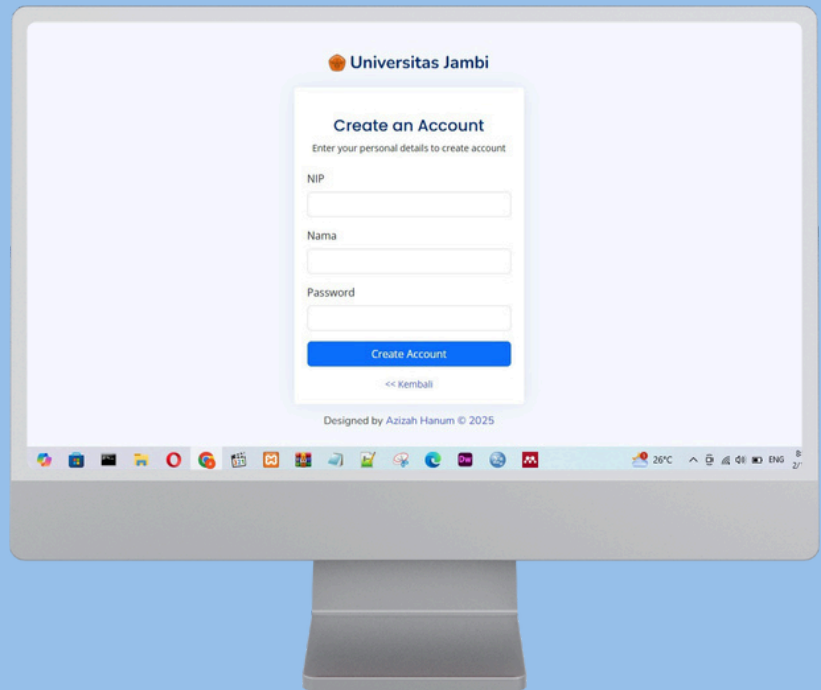 Universitas Jambi
Create an Account
Enter your personal details to create account
NIP
Nama
Password
Create Account
<< Kembali
Designed by Azizah Hanum © 2025
Dw
26°C
ENG